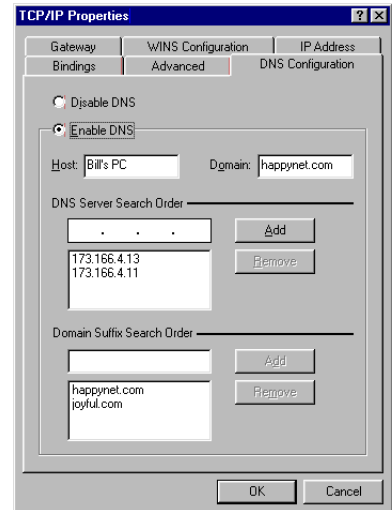 TCP/IP Properties
? X
Gateway WINS Configuration IP Address
Bindings Advanced DNS Configuration
Disable DNS
Enable DNS
Host: Bill's PC Domain: happynet.com
DNS Server Search Order
. . . Add
173.166.4.13 Remove
173.166.4.11
Domain Suffix Search Order
Add
happynet.com Remove
joyful.com
OK Cancel